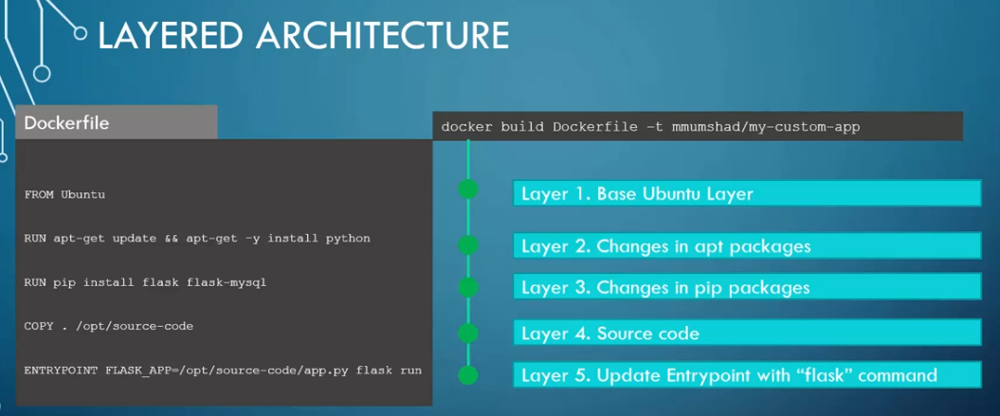 LAYERED ARCHITECTURE
Dockerfile
FROM Ubuntu
RUN apt-get update && apt-get -y install python
RUN pip install flask flask-mysql
COPY . /opt/source-code
ENTRYPOINT FLASK_APP=/opt/source-code/app.py flask run
docker build Dockerfile –t mmumshad/my-custom-app
Layer 1. Base Ubuntu Layer
Layer 2. Changes in apt packages
Layer 3. Changes in pip packages
Layer 4. Source code
Layer 5. Update Entrypoint with “flask” command